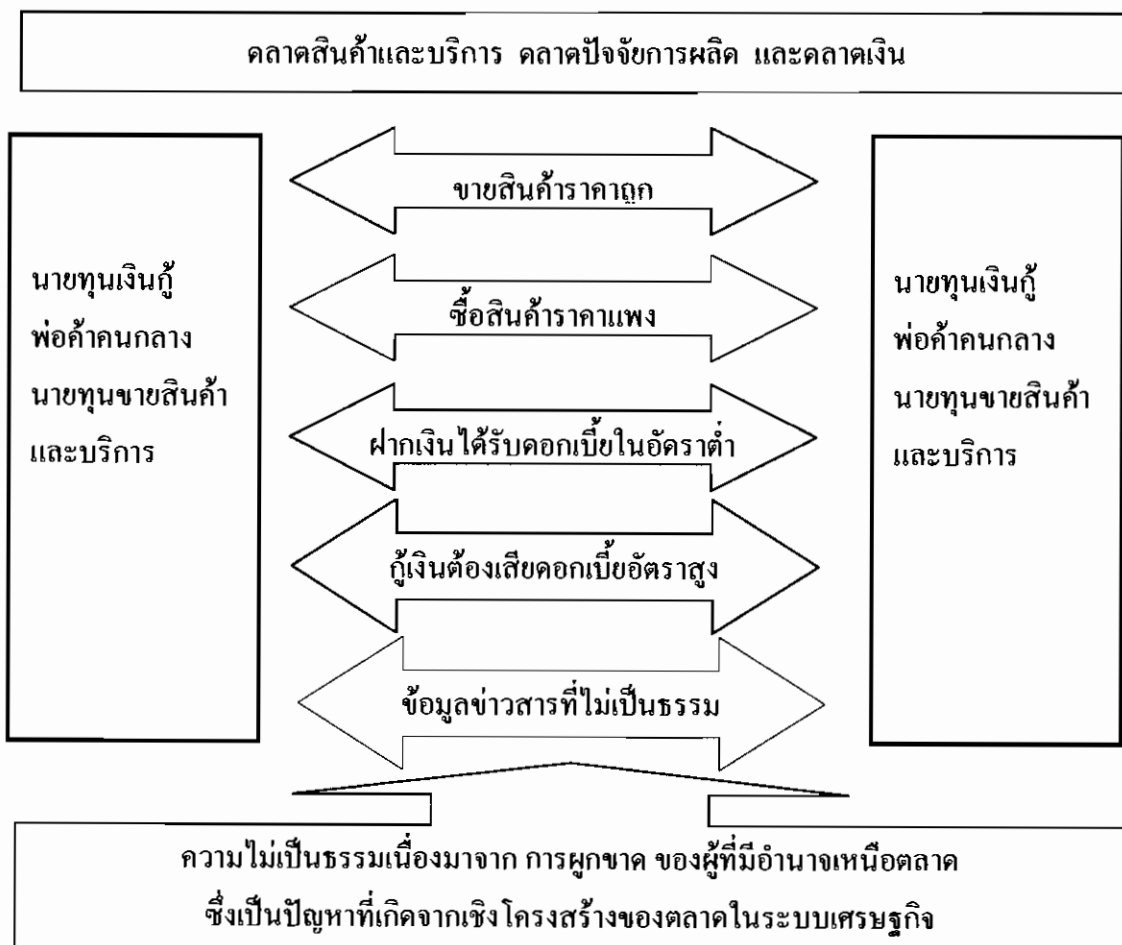 ตลาดสินค้าและบริการ ตลาดปัจจัยการผลิต และตลาดเงิน
นายทุนเงินกู้
พ่อค้าคนกลาง
นายทุนขายสินค้า
และบริการ
ขายสินค้าราคาถูก
ซื้อสินค้าราคาแพง
ฝากเงินได้รับดอกเบี้ยในอัตราต่ำ
กู้เงินต้องเสียดอกเบี้ยอัตราสูง
ข้อมูลข่าวสารที่ไม่เป็นธรรม
นายทุนเงินกู้
พ่อค้าคนกลาง
นายทุนขายสินค้า
และบริการ
ความไม่เป็นธรรมเนื่องมาจาก การผูกขาด ของผู้ที่มีอำนาจเหนือตลาด
ซึ่งเป็นปัญหาที่เกิดจากเชิงโครงสร้างของตลาดในระบบเศรษฐกิจ